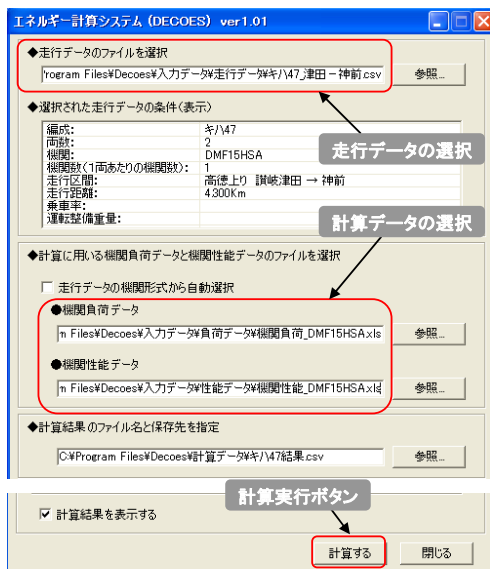 エネルギー計算システム (DECOES) ver1.01
◆走行データのファイルを選択
rogram Files¥Decoes¥入力データ¥走行データ¥キハ47_津田－神前.csv
参照...
◆選択された走行データの条件(表示)
編成: キハ47
両数: 2
機関: DMF15HSA
機関数(1両あたりの機関数): 1
走行区間: 高徳上り 讃岐津田 → 神前
走行距離: 4.300Km
乗車率:
運転整備重量:
走行データの選択
計算データの選択
◆計算に用いる機関負荷データと機関性能データのファイルを選択
走行データの機関形式から自動選択
●機関負荷データ
n Files¥Decoes¥入力データ¥負荷データ¥機関負荷_DMF15HSA.xls
参照...
●機関性能データ
n Files¥Decoes¥入力データ¥性能データ¥機関性能_DMF15HSA.xls
参照...
◆計算結果のファイル名と保存先を指定
C:¥Program Files¥Decoes¥計算データ¥キハ47結果.csv
参照...
計算実行ボタン
計算結果を表示する
計算する
閉じる